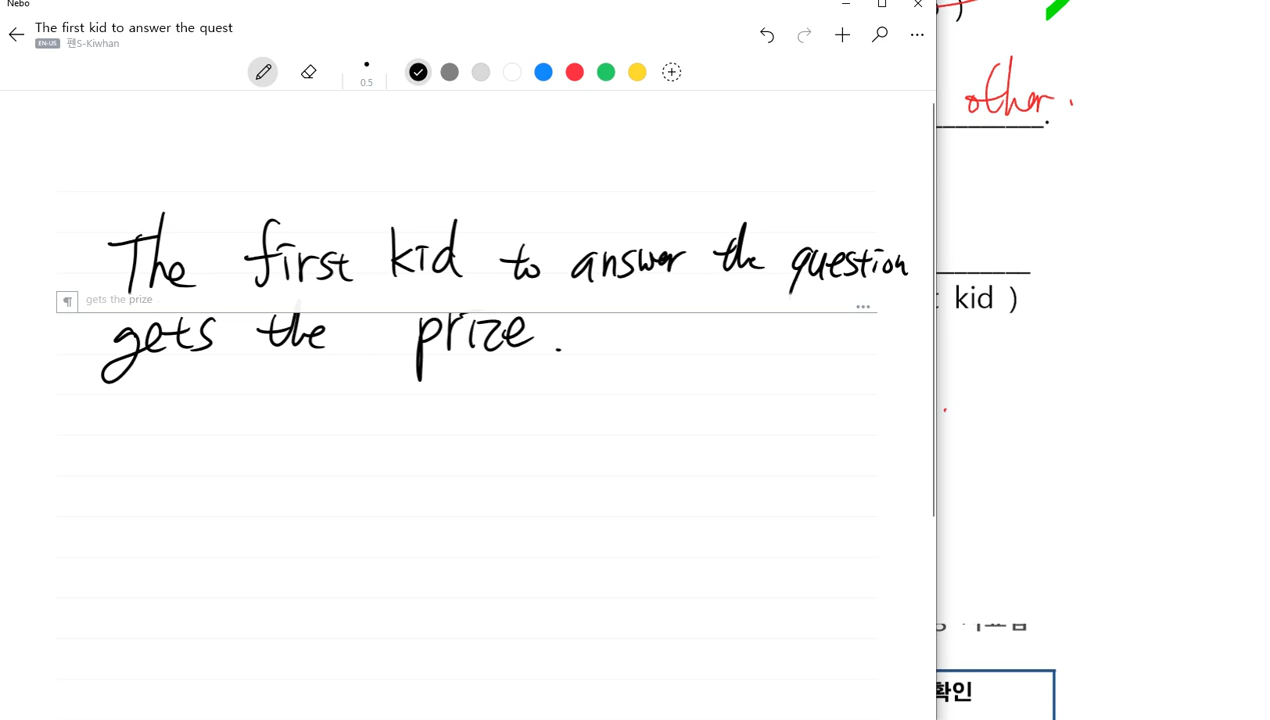 Nebo
The first kid to answer the quest
EN-US 펜S-Kiwhan
0.5
other.
The first kid to answer the question
kid )
gets the prize
gets the prize.
확인